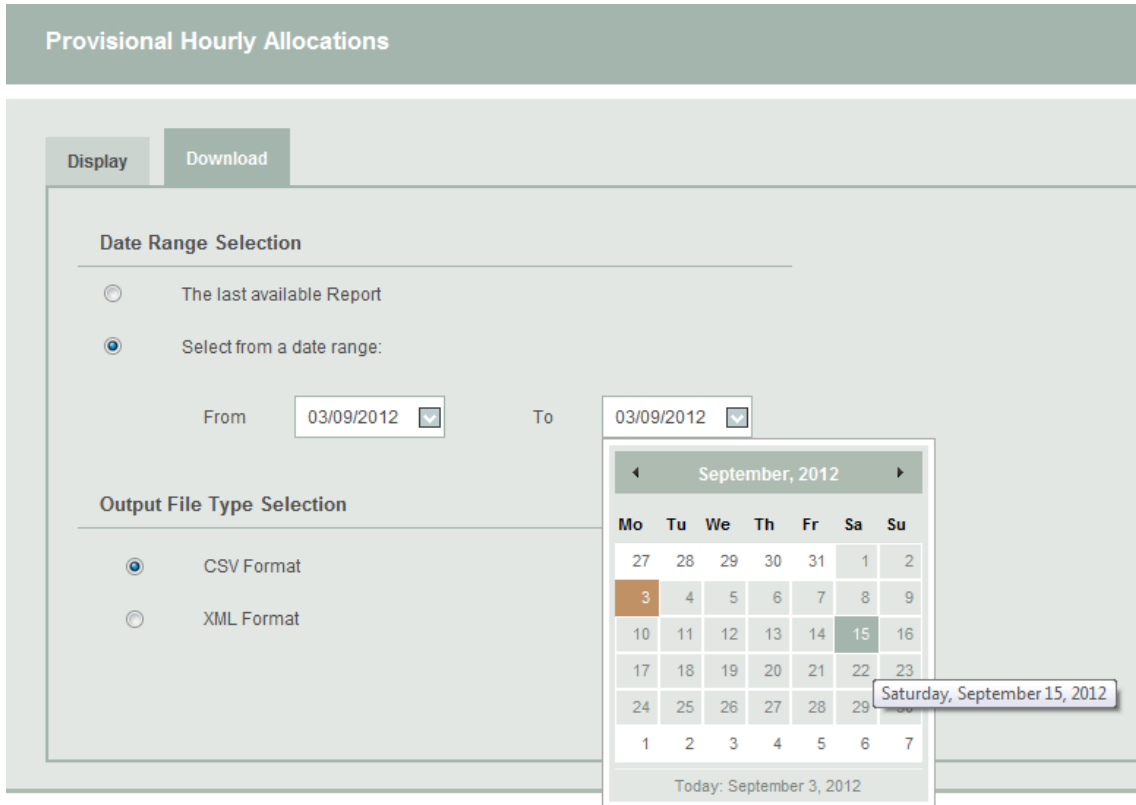 Provisional Hourly Allocations
Display Download
Date Range Selection
The last available Report
Select from a date range:
From 03/09/2012 To 03/09/2012
September, 2012
Output File Type Selection
Mo Tu We Th Fr Sa Su
27 28 29 30 31 1 2
CSV Format
3 4 5 6 7 8 9
XML Format
10 11 12 13 14 15 16
17 18 19 20 21 22 23
Saturday, September 15, 2012
24 25 26 27 28 29
1 2 3 4 5 6 7
Today: September 3, 2012